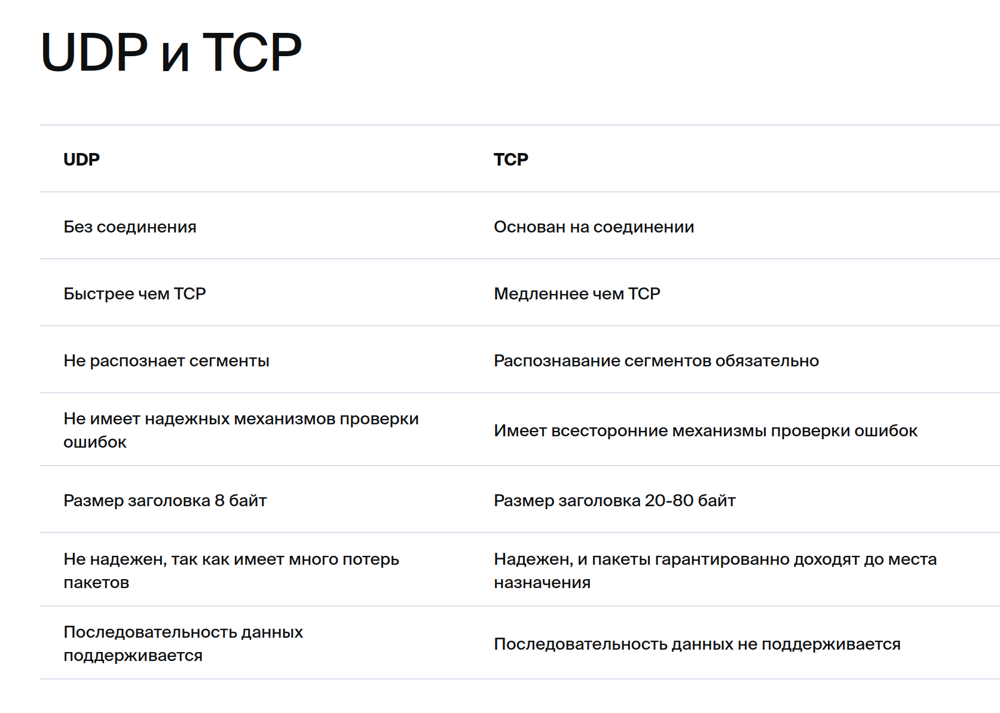 UDP и TCP
UDP
TCP
Без соединения
Основан на соединении
Быстрее чем TCP
Медленнее чем TCP
Не распознает сегменты
Распознавание сегментов обязательно
Не имеет надежных механизмов проверки
ошибок
Имеет всесторонние механизмы проверки ошибок
Размер заголовка 8 байт
Размер заголовка 20-80 байт
Не надежен, так как имеет много потерь
пакетов
Надежен, и пакеты гарантированно доходят до места
назначения
Последовательность данных
поддерживается
Последовательность данных не поддерживается